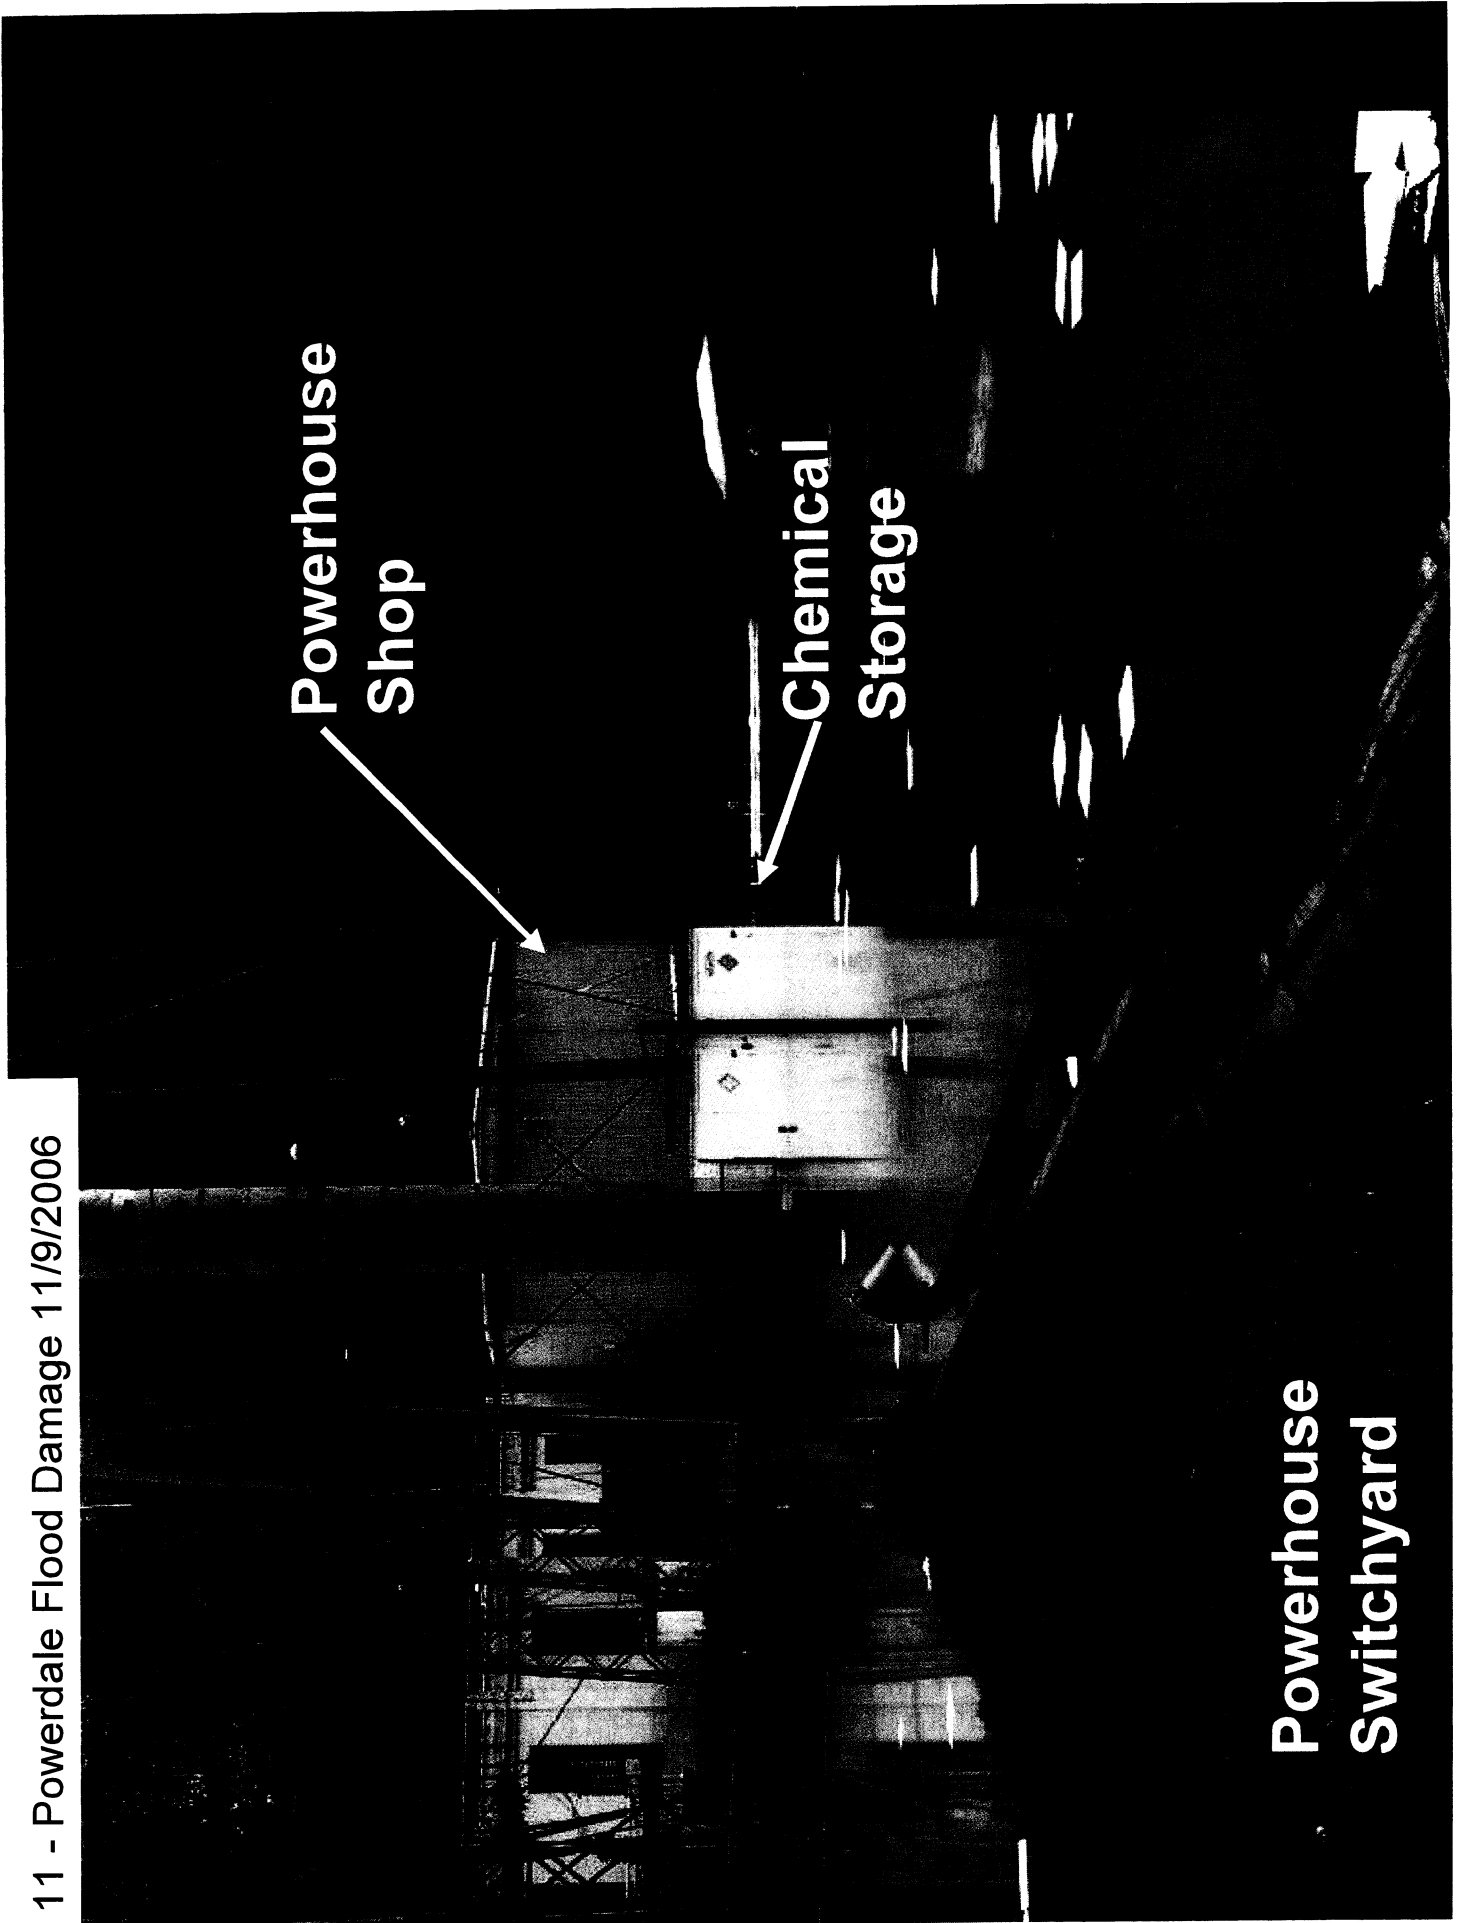 11 - Powerdale Flood Damage 11/9/2006
Powerhouse
Shop
Chemical
Storage
Powerhouse
Switchyard